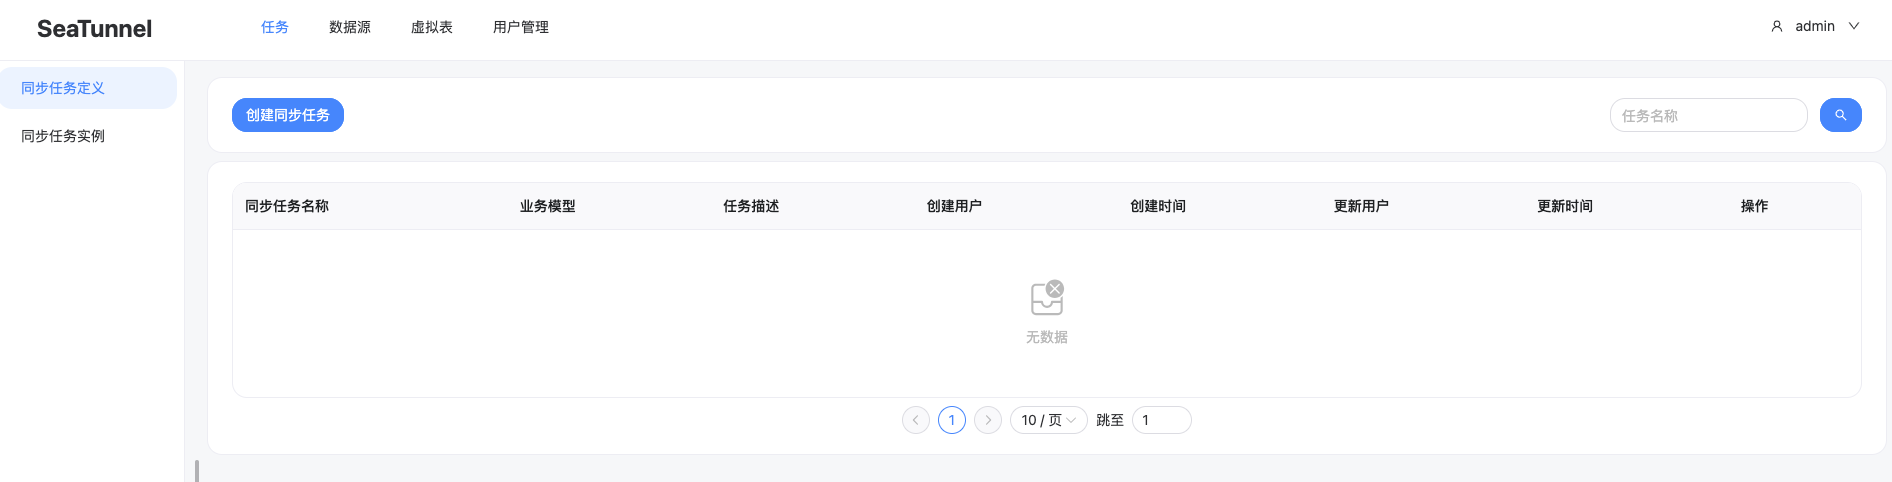 SeaTunnel 任务 数据源 虚拟表 用户管理 admin
同步任务定义
同步任务实例
创建同步任务 任务名称
同步任务名称 业务模型 任务描述 创建用户 创建时间 更新用户 更新时间 操作
无数据
1 10 / 页 跳至 1